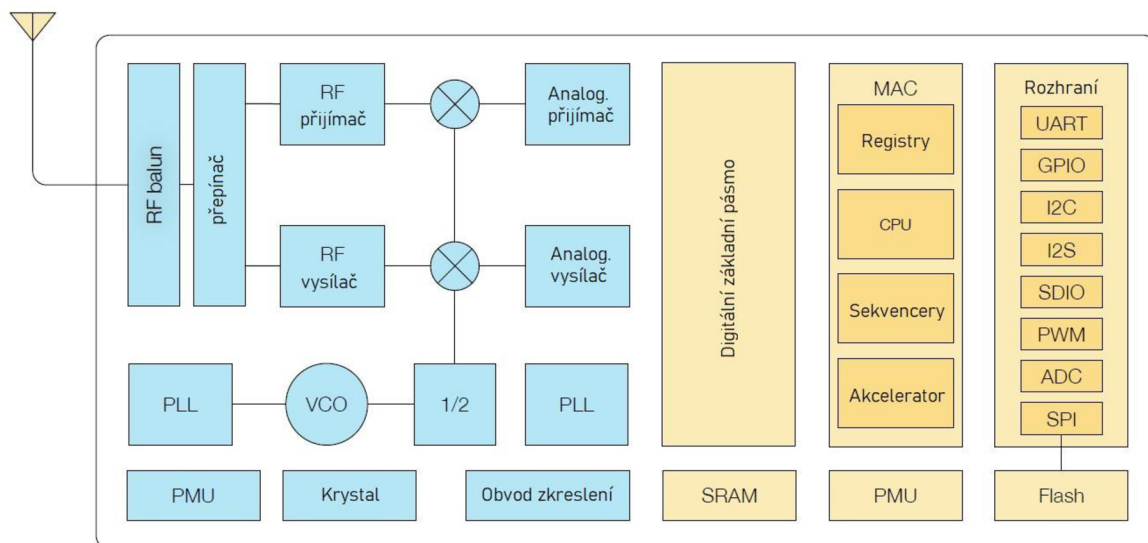 RF balun
přepínač
RF
přijímač
Analog.
přijímač
RF
vysílač
Analog.
vysílač
PLL
VCO
1/2
PLL
PMU
Krystal
Obvod zkreslení
Digitální základní pásmo
SRAM
MAC
Registry
CPU
Sekvencery
Akcelerator
PMU
Rozhraní
UART
GPIO
I2C
I2S
SDIO
PWM
ADC
SPI
Flash